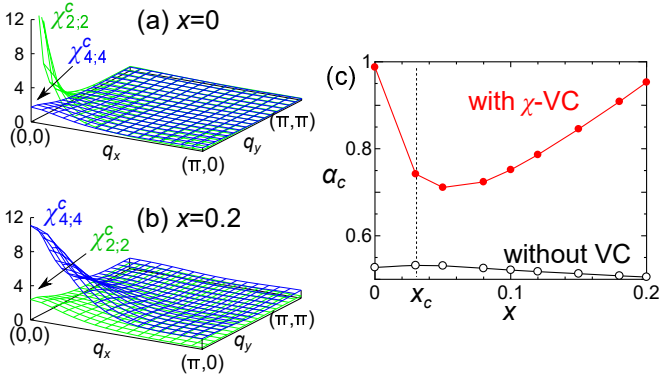 (a) x=0
12
8
4
0
χ^c_{2;2}
χ^c_{4;4}
(0,0)
q_x
(π,0)
q_y
(π,π)
(b) x=0.2
12
8
4
0
χ^c_{4;4}
χ^c_{2;2}
(0,0)
q_x
(π,0)
q_y
(π,π)
(c)
1
0.8
0.6
α_c
with χ-VC
without VC
0
x_c
0.1
x
0.2